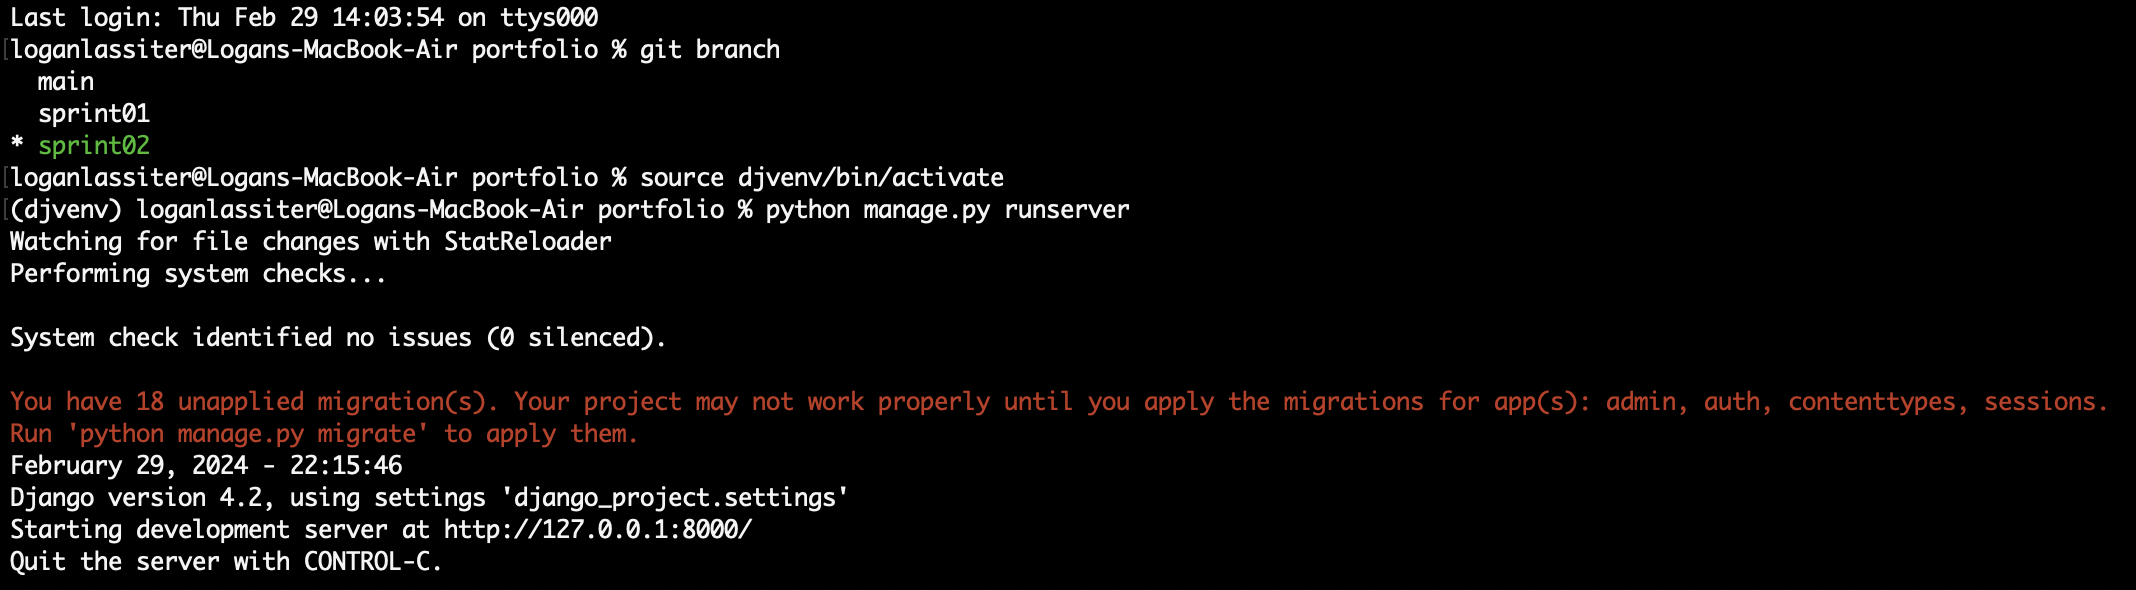 Last login: Thu Feb 29 14:03:54 on ttys000
[loganlassiter@Logans-MacBook-Air portfolio % git branch
  main
  sprint01
* sprint02
[loganlassiter@Logans-MacBook-Air portfolio % source djvenv/bin/activate
[(djvenv) loganlassiter@Logans-MacBook-Air portfolio % python manage.py runserver
Watching for file changes with StatReloader
Performing system checks...

System check identified no issues (0 silenced).

You have 18 unapplied migration(s). Your project may not work properly until you apply the migrations for app(s): admin, auth, contenttypes, sessions.
Run 'python manage.py migrate' to apply them.
February 29, 2024 - 22:15:46
Django version 4.2, using settings 'django_project.settings'
Starting development server at http://127.0.0.1:8000/
Quit the server with CONTROL-C.